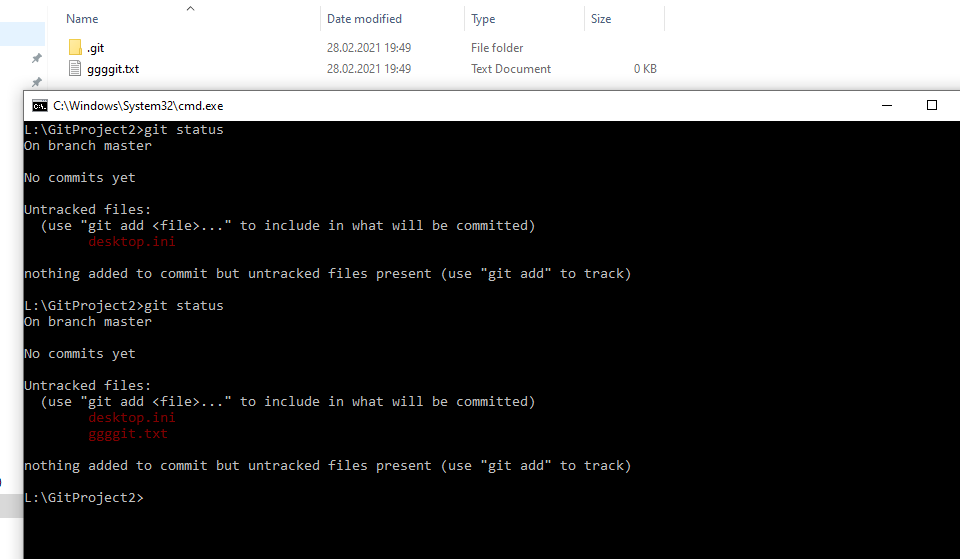 Name Date modified Type Size
.git 28.02.2021 19:49 File folder
ggggit.txt 28.02.2021 19:49 Text Document 0 KB
C:\Windows\System32\cmd.exe
L:\GitProject2>git status
On branch master
No commits yet
Untracked files:
(use "git add <file>..." to include in what will be committed)
desktop.ini
nothing added to commit but untracked files present (use "git add" to track)
L:\GitProject2>git status
On branch master
No commits yet
Untracked files:
(use "git add <file>..." to include in what will be committed)
desktop.ini
ggggit.txt
nothing added to commit but untracked files present (use "git add" to track)
L:\GitProject2>